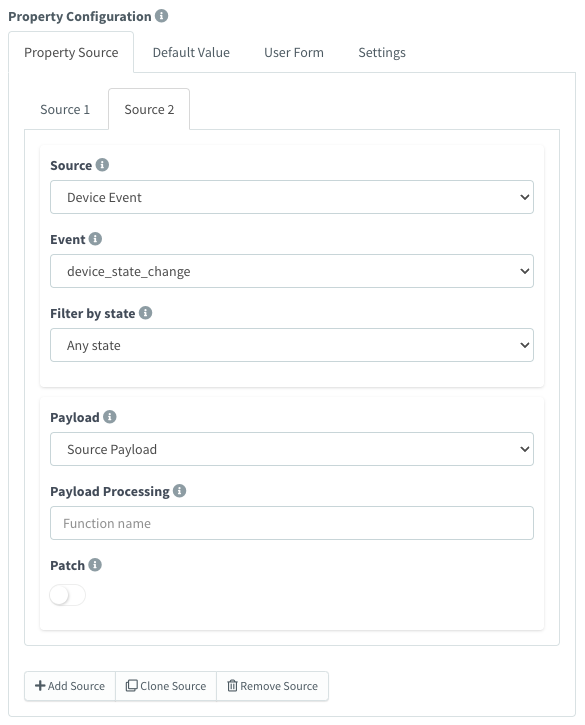 Property Configuration
Property Source Default Value User Form Settings
Source 1 Source 2
Source
Device Event
Event
device_state_change
Filter by state
Any state
Payload
Source Payload
Payload Processing
Function name
Patch
Add Source Clone Source Remove Source